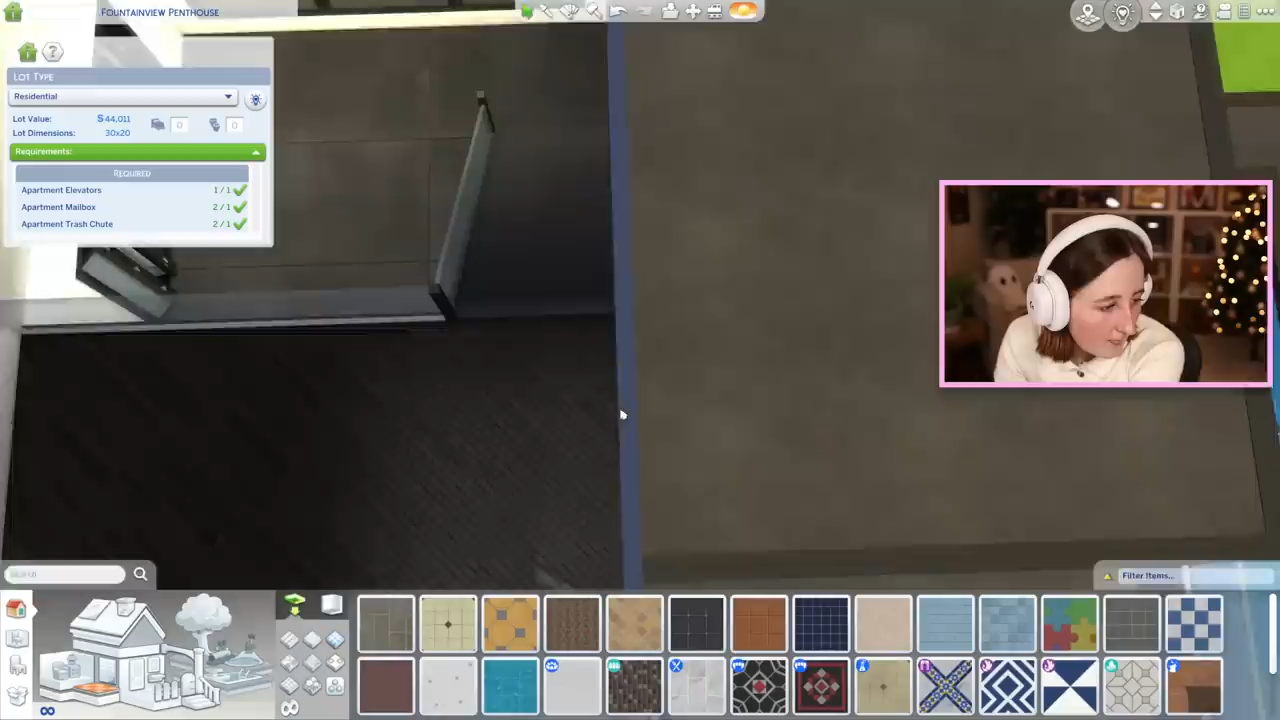 Fountainview Penthouse
?
Lot Type
Residential
Lot Value: $44,011
0
0
Lot Dimensions: 30x20
Requirements:
Required
Apartment Elevators 1/1
Apartment Mailbox 2/1
Apartment Trash Chute 2/1
Search
Filter Items...